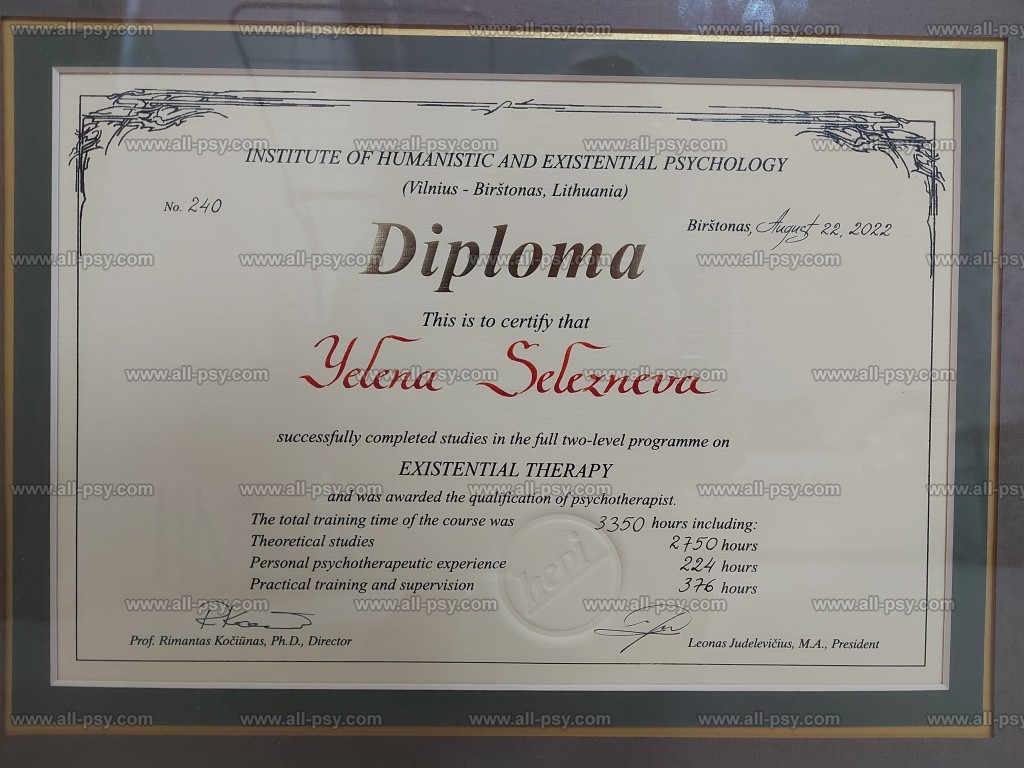 INSTITUTE OF HUMANISTIC AND EXISTENTIAL PSYCHOLOGY
(Vilnius - Birštonas, Lithuania)
No. 240
Birštonas, August 22, 2022
Diploma
This is to certify that
Yelena Selezneva
successfully completed studies in the full two-level programme on
EXISTENTIAL THERAPY
and was awarded the qualification of psychotherapist.
The total training time of the course was 3350 hours including:
Theoretical studies 2750 hours
Personal psychotherapeutic experience 224 hours
Practical training and supervision 376 hours
Prof. Rimantas Kočiūnas, Ph.D., Director
Leonas Judelevičius, M.A., President
www.all-psy.com